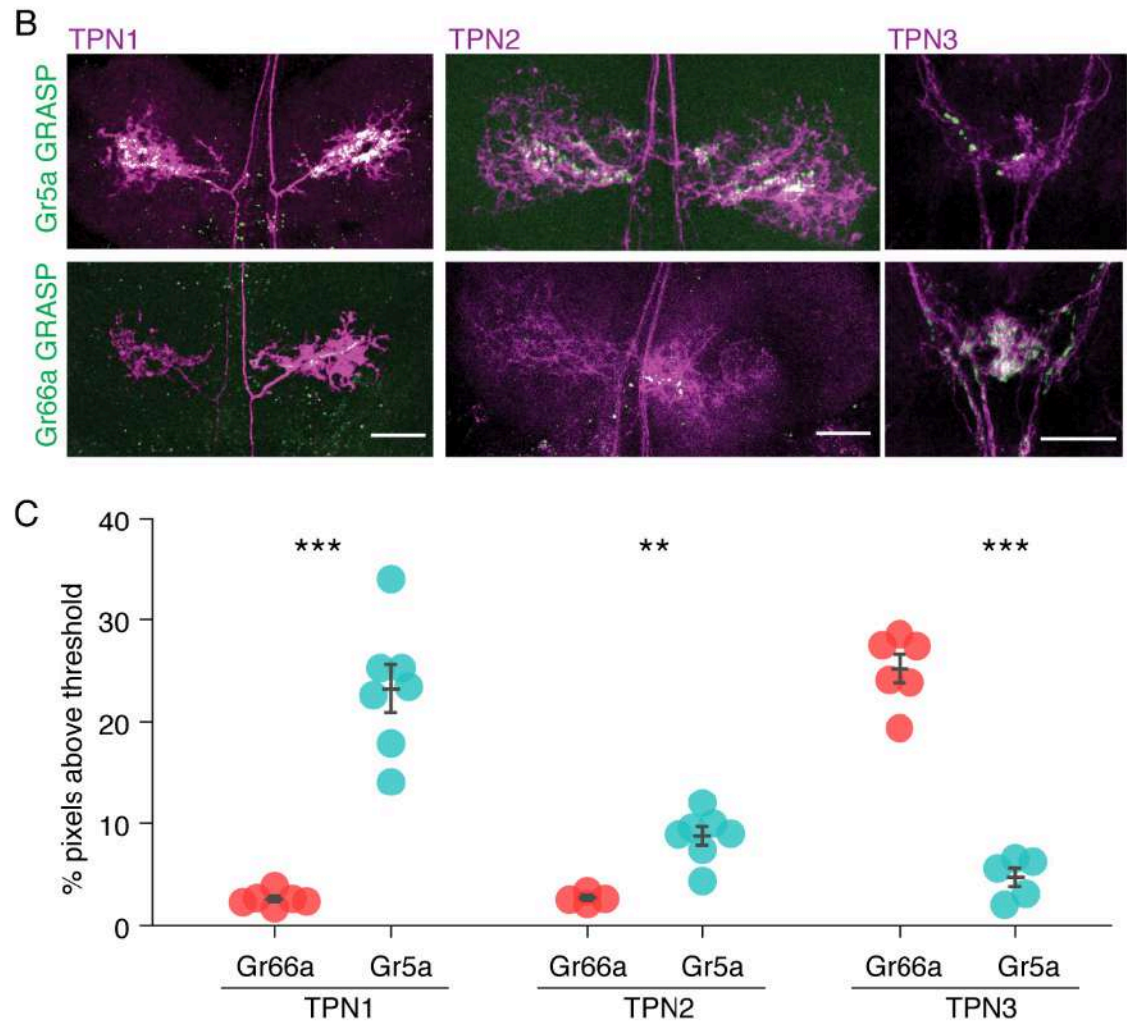 B
TPN1 TPN2 TPN3
Gr5a GRASP
Gr66a GRASP
C
% pixels above threshold
40
30
20
10
0
*** ** ***
Gr66a Gr5a Gr66a Gr5a Gr66a Gr5a
TPN1 TPN2 TPN3